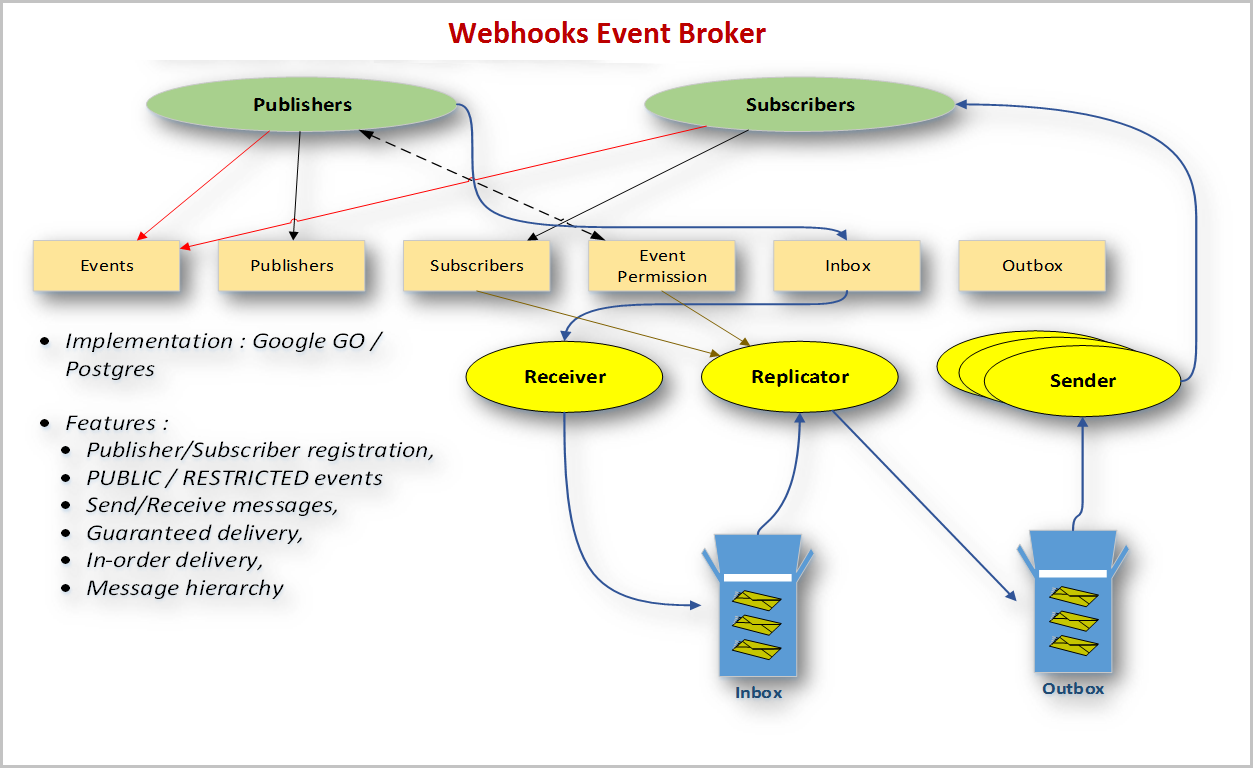 Webhooks Event Broker
Publishers
Subscribers
Events
Publishers
Subscribers
Event
Permission
Inbox
Outbox
• Implementation : Google GO /
Postgres
• Features :
• Publisher/Subscriber registration,
• PUBLIC / RESTRICTED events
• Send/Receive messages,
• Guaranteed delivery,
• In-order delivery,
• Message hierarchy
Receiver
Replicator
Sender
Inbox
Outbox